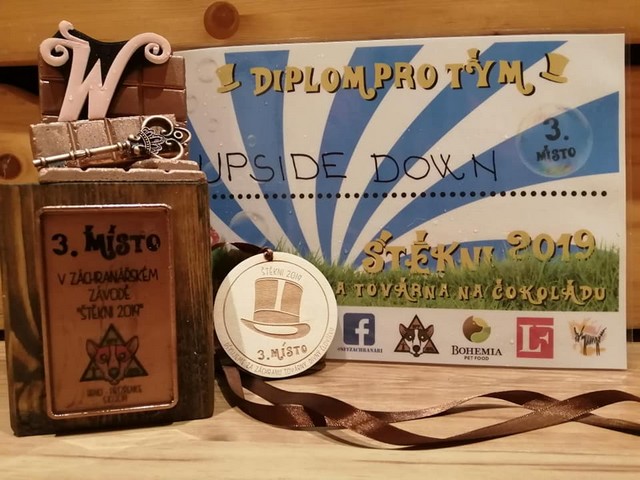 W
3. MÍSTO
V ZÁCHRANÁŘSKÉM
ZÁVODĚ
"ŠTĚKNI 2019"
ŠTĚKNI 2019
3. MÍSTO
DIPLOM PRO TÝM
3.
MÍSTO
UPSIDE DOWN
ŠTĚKNI 2019
A TOVÁRNA NA ČOKOLÁDU
BOHEMIA
PET FOOD
LF